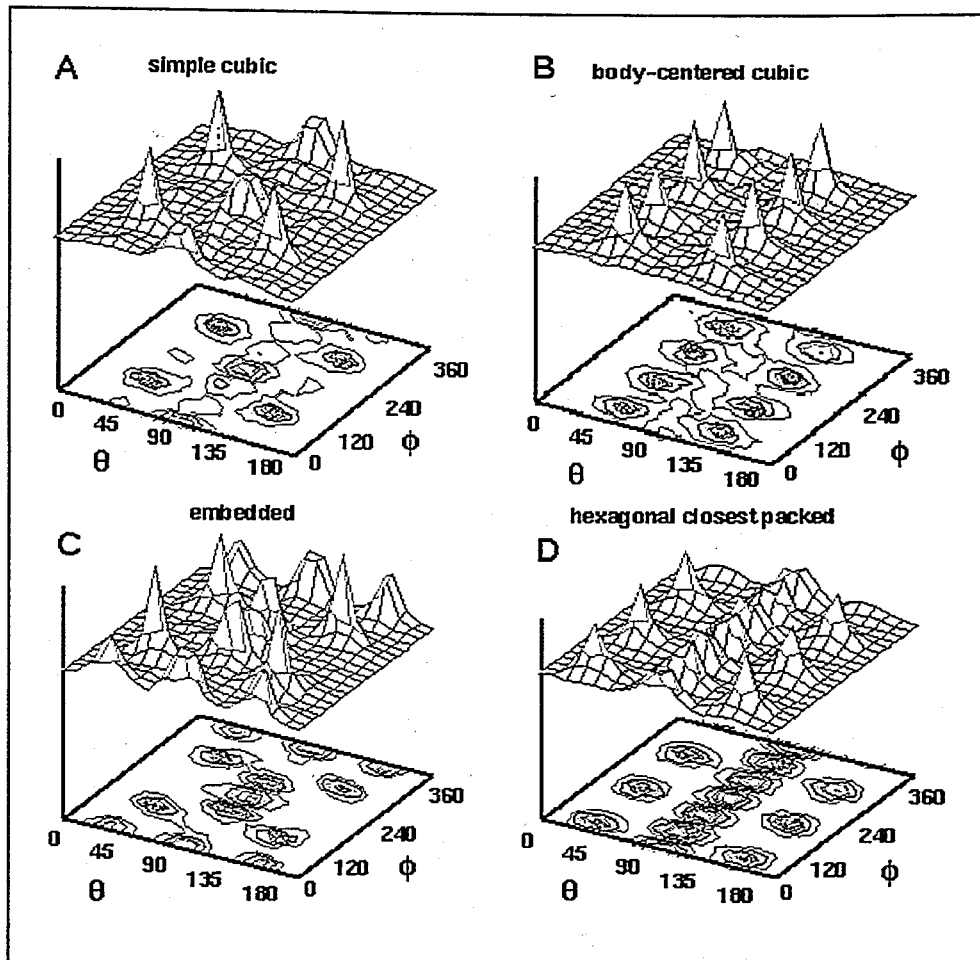 A simple cubic
B body-centered cubic
0 45 90 135 180 0 120 240 360
θ ϕ
0 45 90 135 180 0 120 240 360
θ ϕ
C embedded
D hexagonal closest packed
0 45 90 135 180 0 120 240 360
θ ϕ
0 45 90 135 180 0 120 240 360
θ ϕ